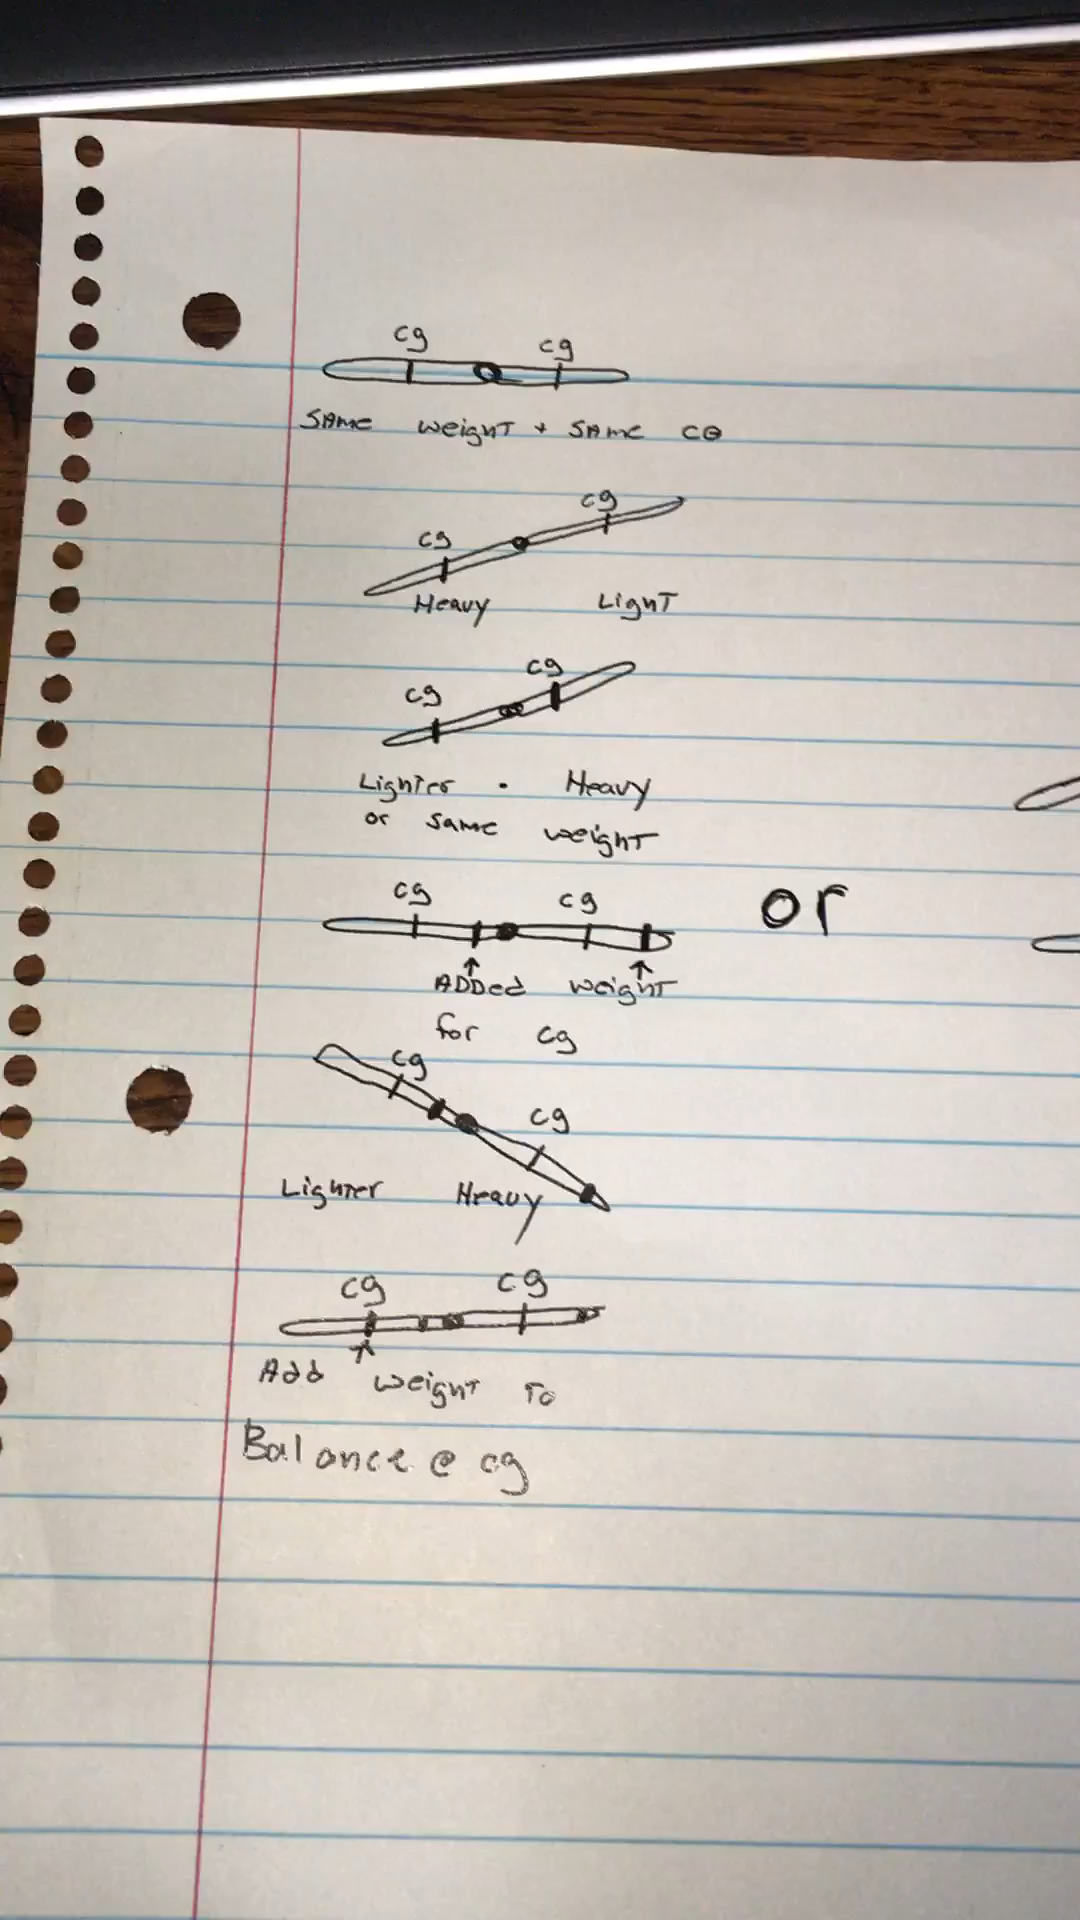 cg cg
SAME weight + SAME CG
cg
cg
Heavy Light
cg
cg
Lighter . Heavy
or same weight
cg cg
or
ADDed weight
for cg
cg
cg
Lighter Heavy
cg cg
Add weight To
Balance @ cg